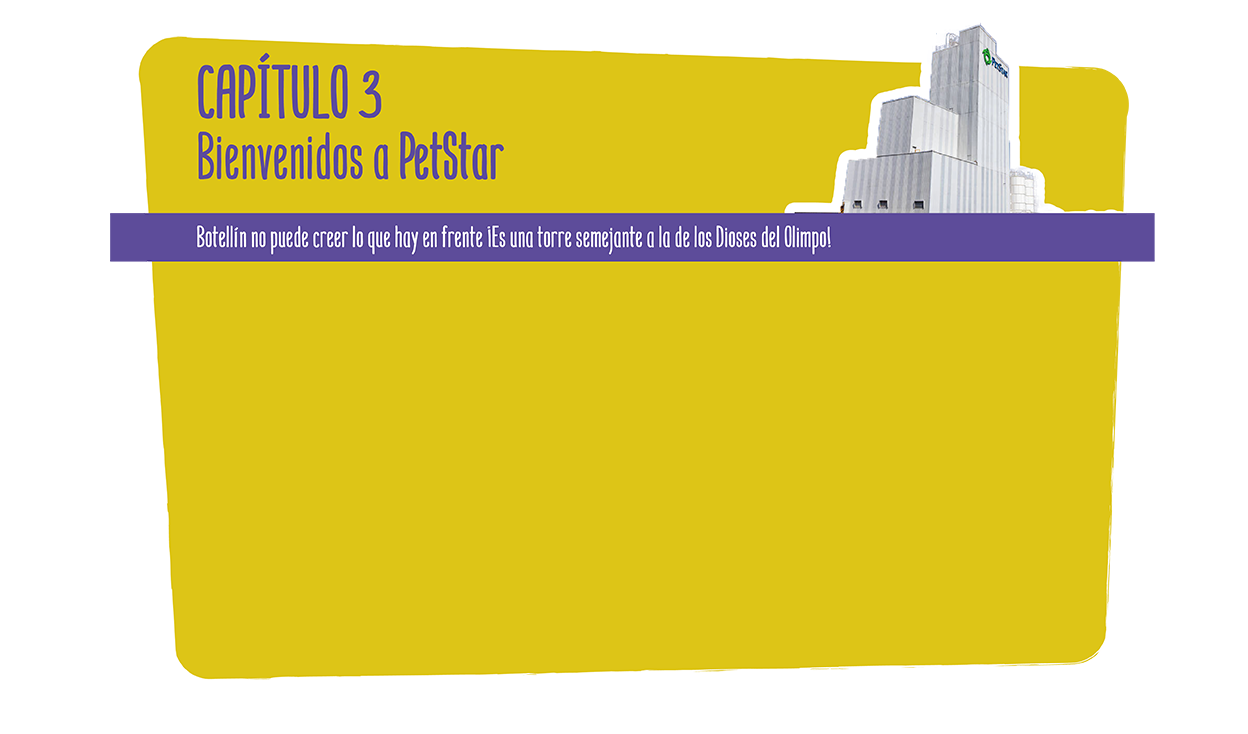 CAPÍTULO 3
Bienvenidos a PetStar
PetStar
Botellín no puede creer lo que hay en frente ¡Es una torre semejante a la de los Dioses del Olimpo!